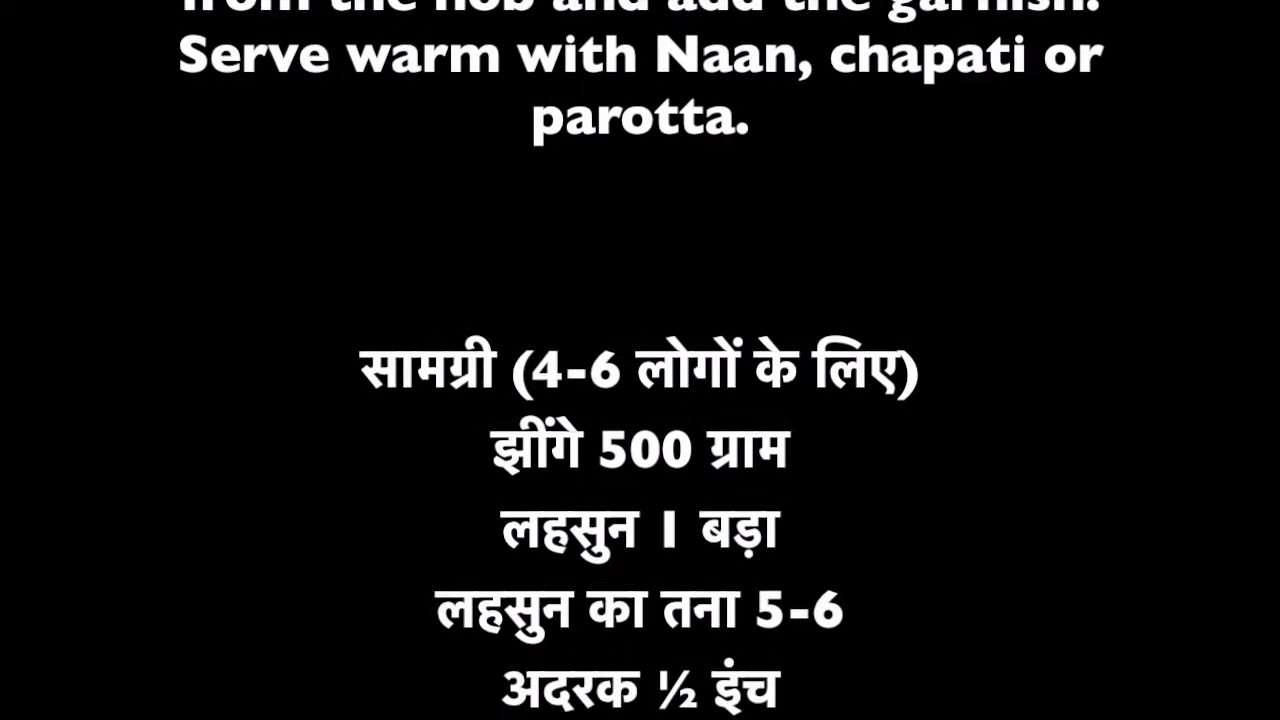 from the hob and add the garnish.
Serve warm with Naan, chapati or
parotta.
सामग्री (4-6 लोगों के लिए)
झींगे 500 ग्राम
लहसुन 1 बड़ा
लहसुन का तना 5-6
अदरक ½ इंच